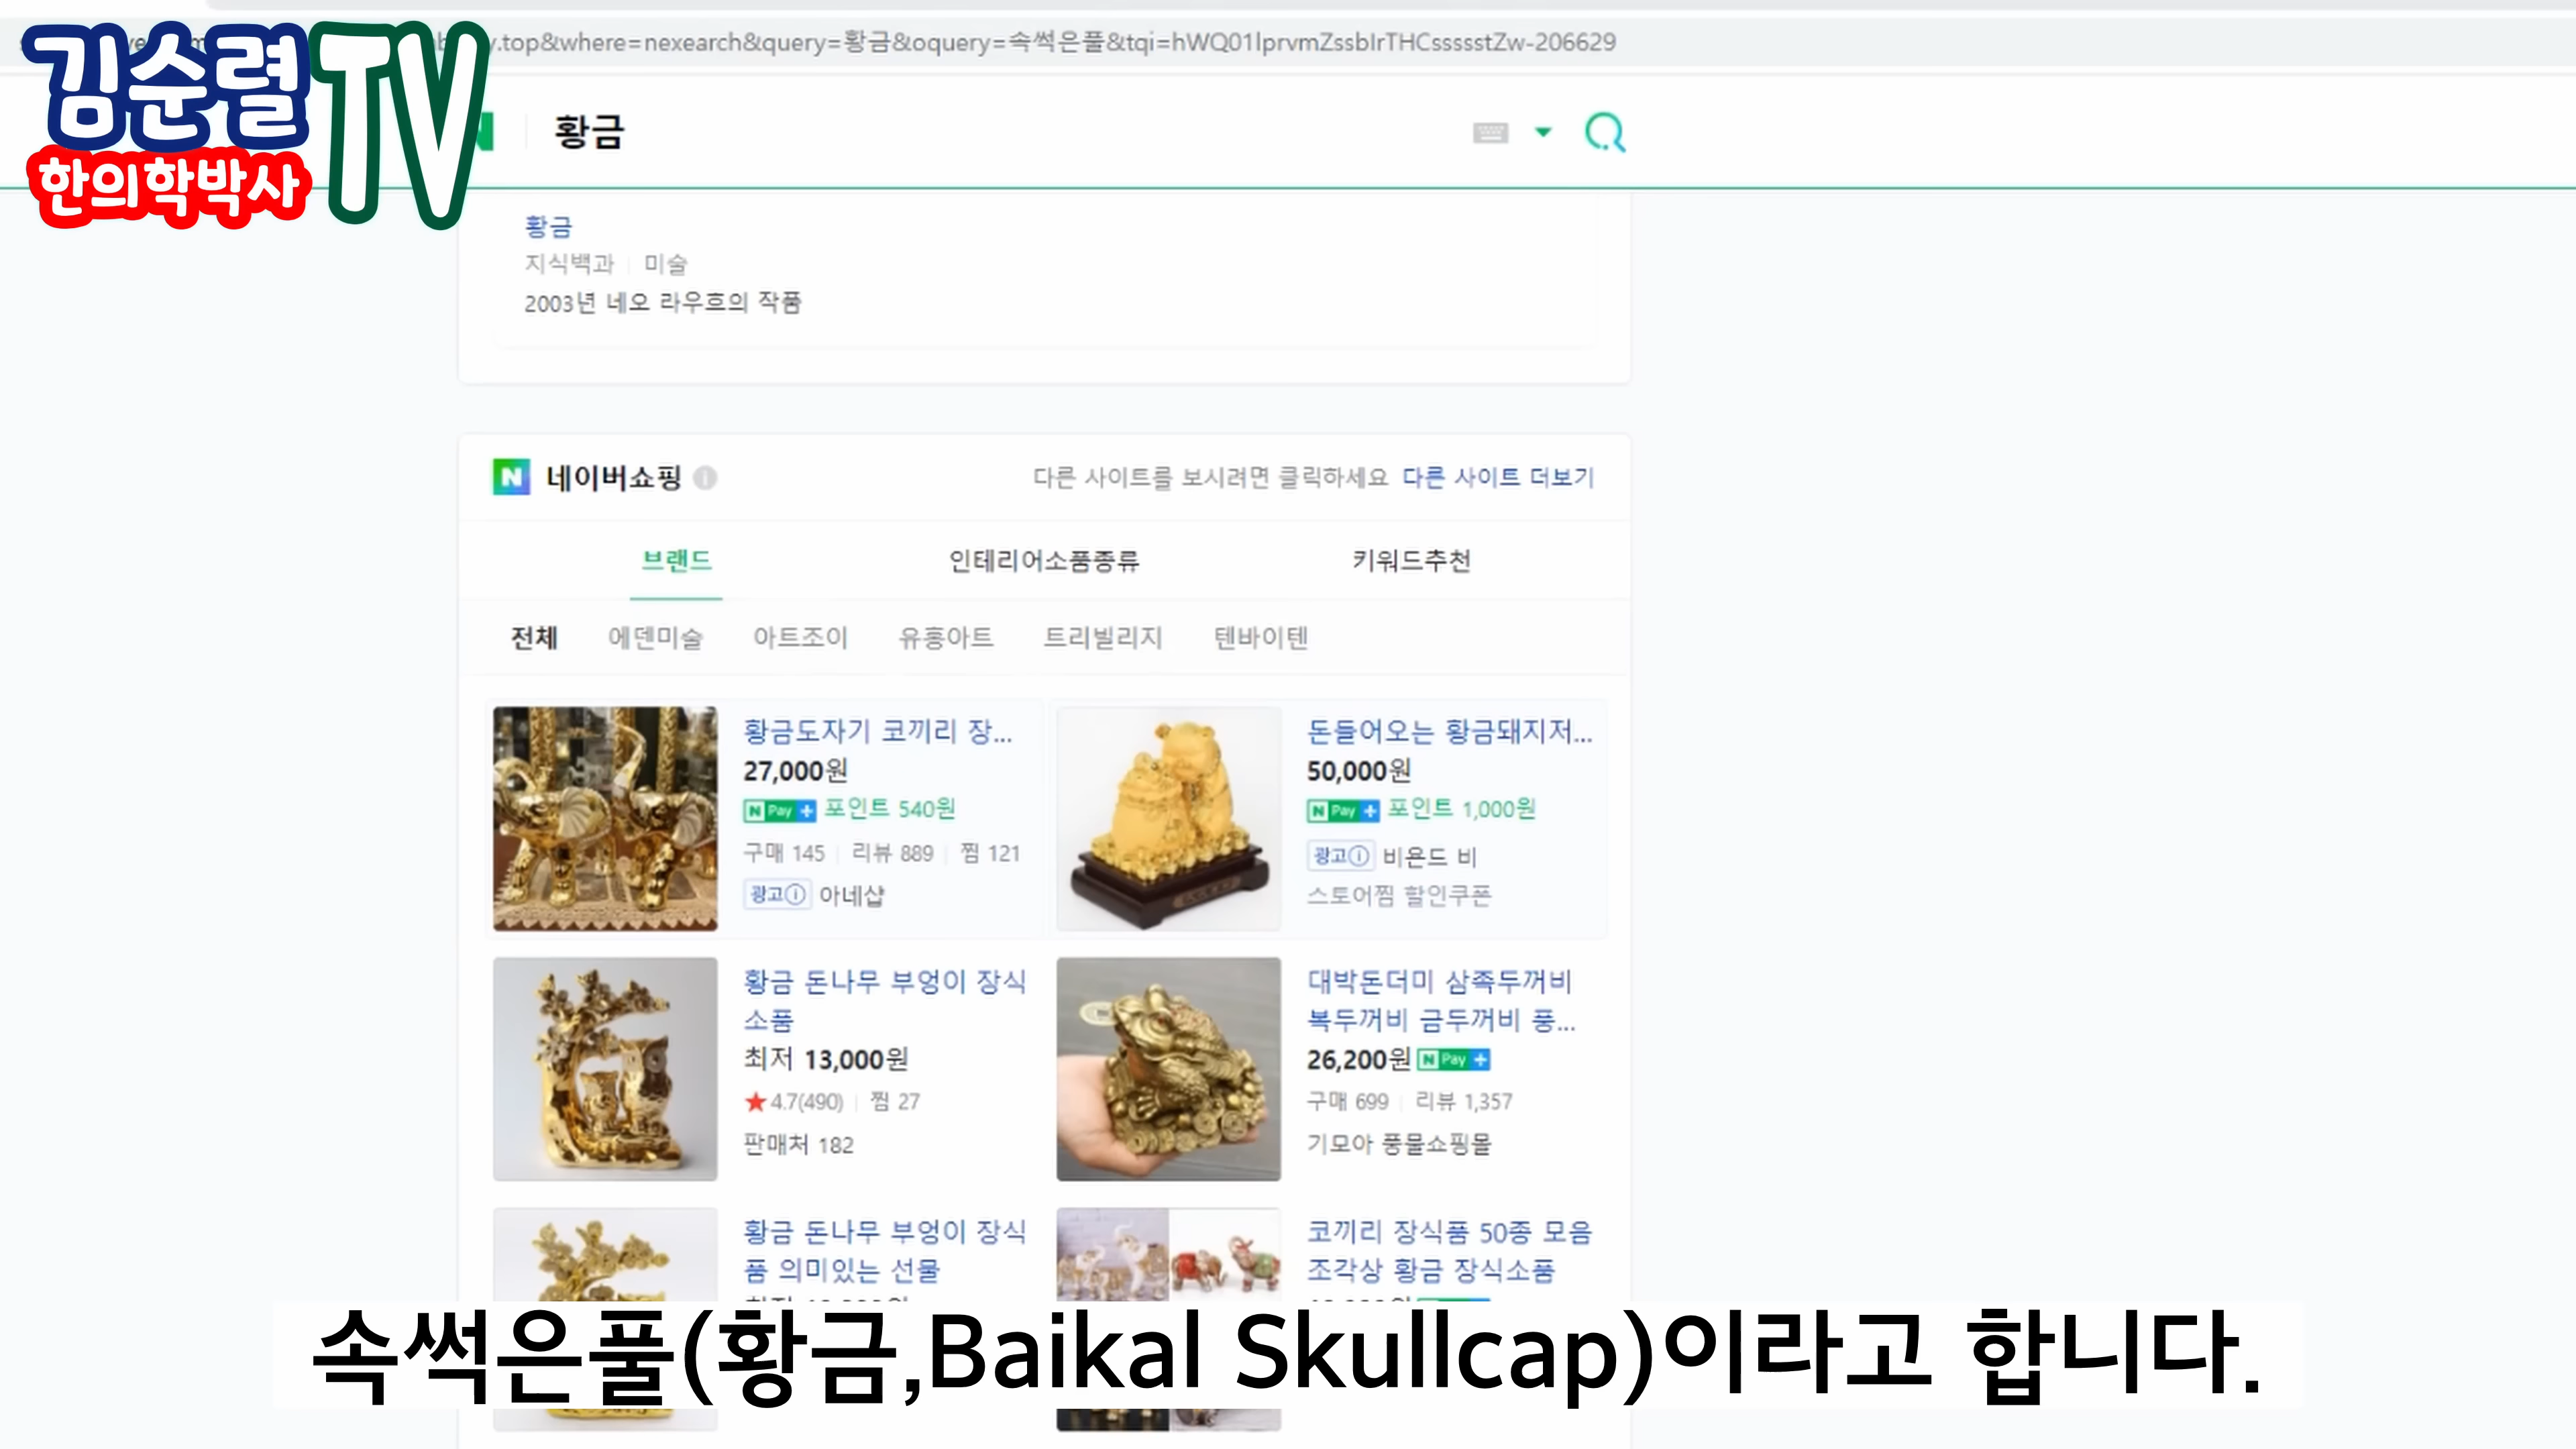 김순렬TV
한의학박사
.top&where=nexearch&query=황금&oquery=속썩은풀&tqi=hWQ01lprvmZssbIrTHCssssstZw-206629
황금
황금
지식백과 미술
2003년 네오 라우흐의 작품
네이버쇼핑
다른 사이트를 보시려면 클릭하세요 다른 사이트 더보기
브랜드 인테리어소품종류 키워드추천
전체 에덴미술 아트조이 유흥아트 트리빌리지 텐바이텐
황금도자기 코끼리 장...
27,000원
N Pay + 포인트 540원
구매 145 리뷰 889 찜 121
광고 아네샵
돈들어오는 황금돼지저...
50,000원
N Pay + 포인트 1,000원
광고 비욘드 비
스토어찜 할인쿠폰
황금 돈나무 부엉이 장식
소품
최저 13,000원
★ 4.7(490) 찜 27
판매처 182
대박돈더미 삼족두꺼비
복두꺼비 금두꺼비 풍...
26,200원 N Pay +
구매 699 리뷰 1,357
기모아 풍물쇼핑몰
황금 돈나무 부엉이 장식
품 의미있는 선물
코끼리 장식품 50종 모음
조각상 황금 장식소품
속썩은풀(황금,Baikal Skullcap)이라고 합니다.